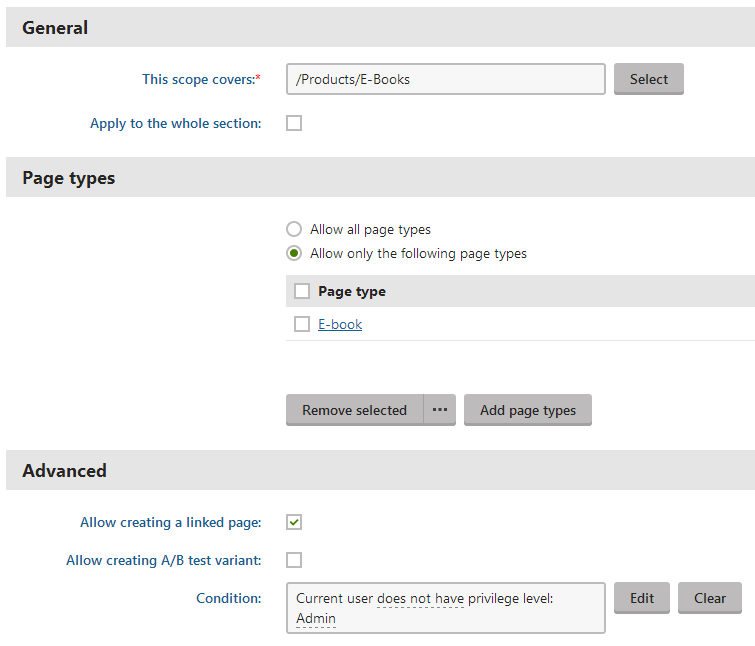 General
This scope covers:* /Products/E-Books Select
Apply to the whole section:
Page types
Allow all page types
Allow only the following page types
Page type
E-book
Remove selected ··· Add page types
Advanced
Allow creating a linked page:
Allow creating A/B test variant:
Condition: Current user does not have privilege level: Edit Clear
Admin